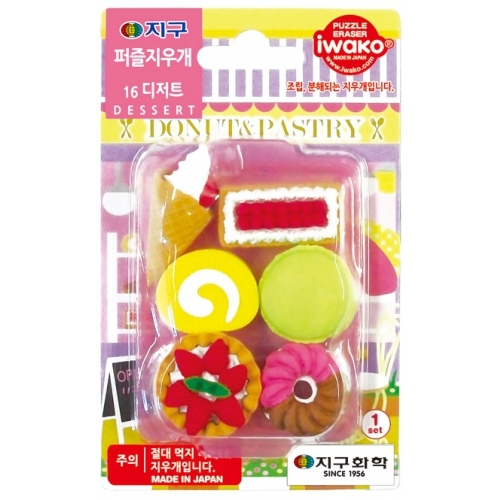 지구
퍼즐지우개
16 디저트
DESSERT
PUZZLE
ERASER
iwako®
MADE IN JAPAN
www.iwako.com
조립, 분해되는 지우개입니다.
DONUT&PASTRY
1
set
주의
절대 먹지
지우개입니다.
MADE IN JAPAN
지구화학
SINCE 1956